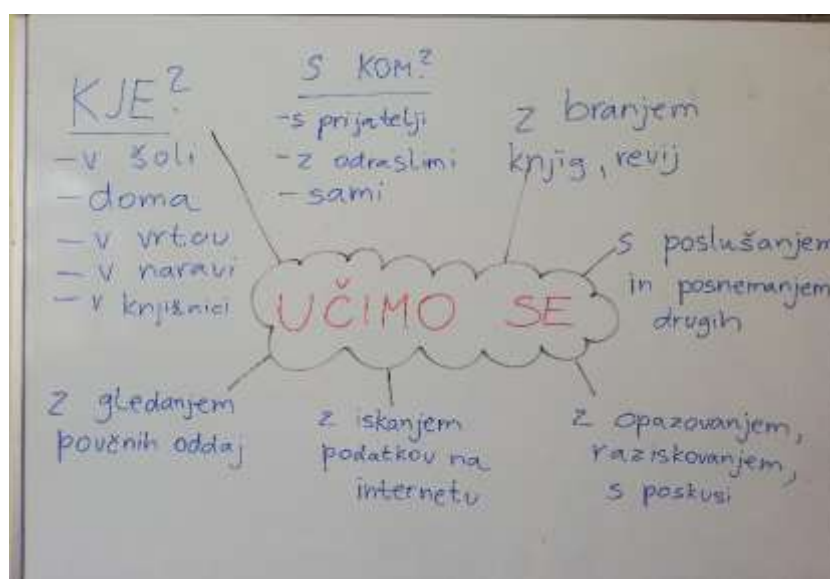 KJE?
- v šoli
- doma
- v vrtcu
- v naravi
- v knjižnici
S KOM?
- s prijatelji
- z odraslimi
- sami
z branjem
knjig, revij
s poslušanjem
in posnemanjem
drugih
UČIMO SE
z gledanjem
povčnih oddaj
z iskanjem
podatkov na
internetu
z opazovanjem,
raziskovanjem,
s poskusi